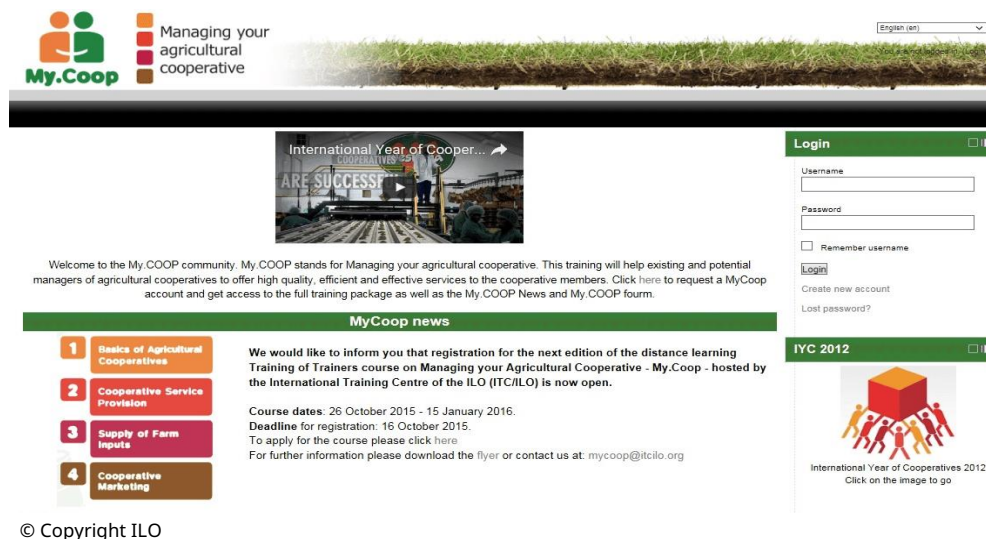 Managing your
agricultural
cooperative
My.Coop
English (en)
You are not logged in. (Login
International Year of Cooper...
COOPERATIVES
ARE SUCCESSF
Welcome to the My.COOP community. My.COOP stands for Managing your agricultural cooperative. This training will help existing and potential
managers of agricultural cooperatives to offer high quality, efficient and effective services to the cooperative members. Click here to request a MyCoop
account and get access to the full training package as well as the My.COOP News and My.COOP fourm.
MyCoop news
1 Basics of Agricultural
Cooperatives
2 Cooperative Service
Provision
3 Supply of Farm
Inputs
4 Cooperative
Marketing
We would like to inform you that registration for the next edition of the distance learning
Training of Trainers course on Managing your Agricultural Cooperative - My.Coop - hosted by
the International Training Centre of the ILO (ITC/ILO) is now open.
Course dates: 26 October 2015 - 15 January 2016.
Deadline for registration: 16 October 2015.
To apply for the course please click here
For further information please download the flyer or contact us at: mycoop@itcilo.org
Login
Username
Password
Remember username
Login
Create new account
Lost password?
IYC 2012
International Year of Cooperatives 2012
Click on the image to go
© Copyright ILO